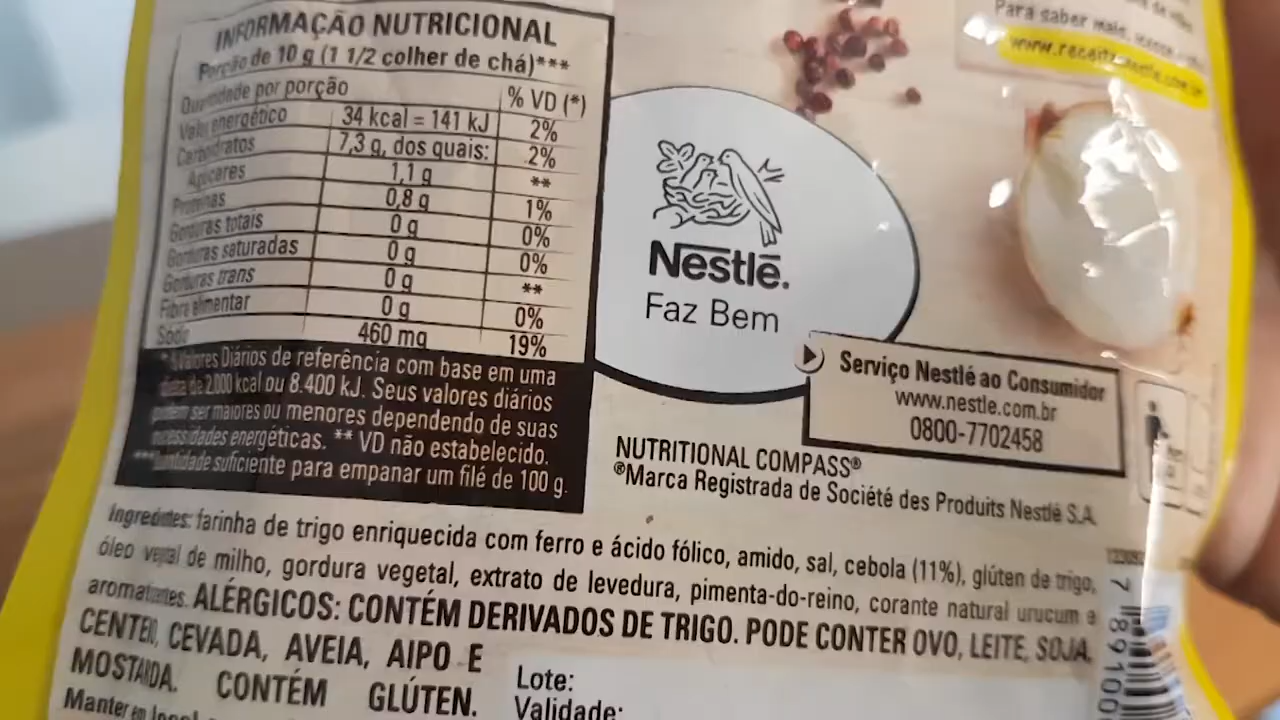 INFORMAÇÃO NUTRICIONAL
Porção de 10 g (1 1/2 colher de chá)***
Quantidade por porção % VD (*)
Valor energético 34 kcal = 141 kJ 2%
Carboidratos 7,3 g, dos quais: 2%
Açúcares 1,1 g **
Proteínas 0,8 g 1%
Gorduras totais 0 g 0%
Gorduras saturadas 0 g 0%
Gorduras trans 0 g **
Fibra alimentar 0 g 0%
Sódio 460 mg 19%
* % Valores Diários de referência com base em uma
dieta de 2.000 kcal ou 8.400 kJ. Seus valores diários
podem ser maiores ou menores dependendo de suas
necessidades energéticas. ** VD não estabelecido.
***Quantidade suficiente para empanar um filé de 100 g.
Para saber mais,
www.receitasnestle.com.br
Nestlé.
Faz Bem
Serviço Nestlé ao Consumidor
www.nestle.com.br
0800-7702458
NUTRITIONAL COMPASS®
®Marca Registrada de Société des Produits Nestlé S.A.
Ingredientes: farinha de trigo enriquecida com ferro e ácido fólico, amido, sal, cebola (11%), glúten de trigo,
óleo vegetal de milho, gordura vegetal, extrato de levedura, pimenta-do-reino, corante natural urucum e
aromatizantes. ALÉRGICOS: CONTÉM DERIVADOS DE TRIGO. PODE CONTER OVO, LEITE, SOJA,
CENTEIO, CEVADA, AVEIA, AIPO E
MOSTARDA. CONTÉM GLÚTEN.
Manter em local
Lote:
Validade:
7 89100